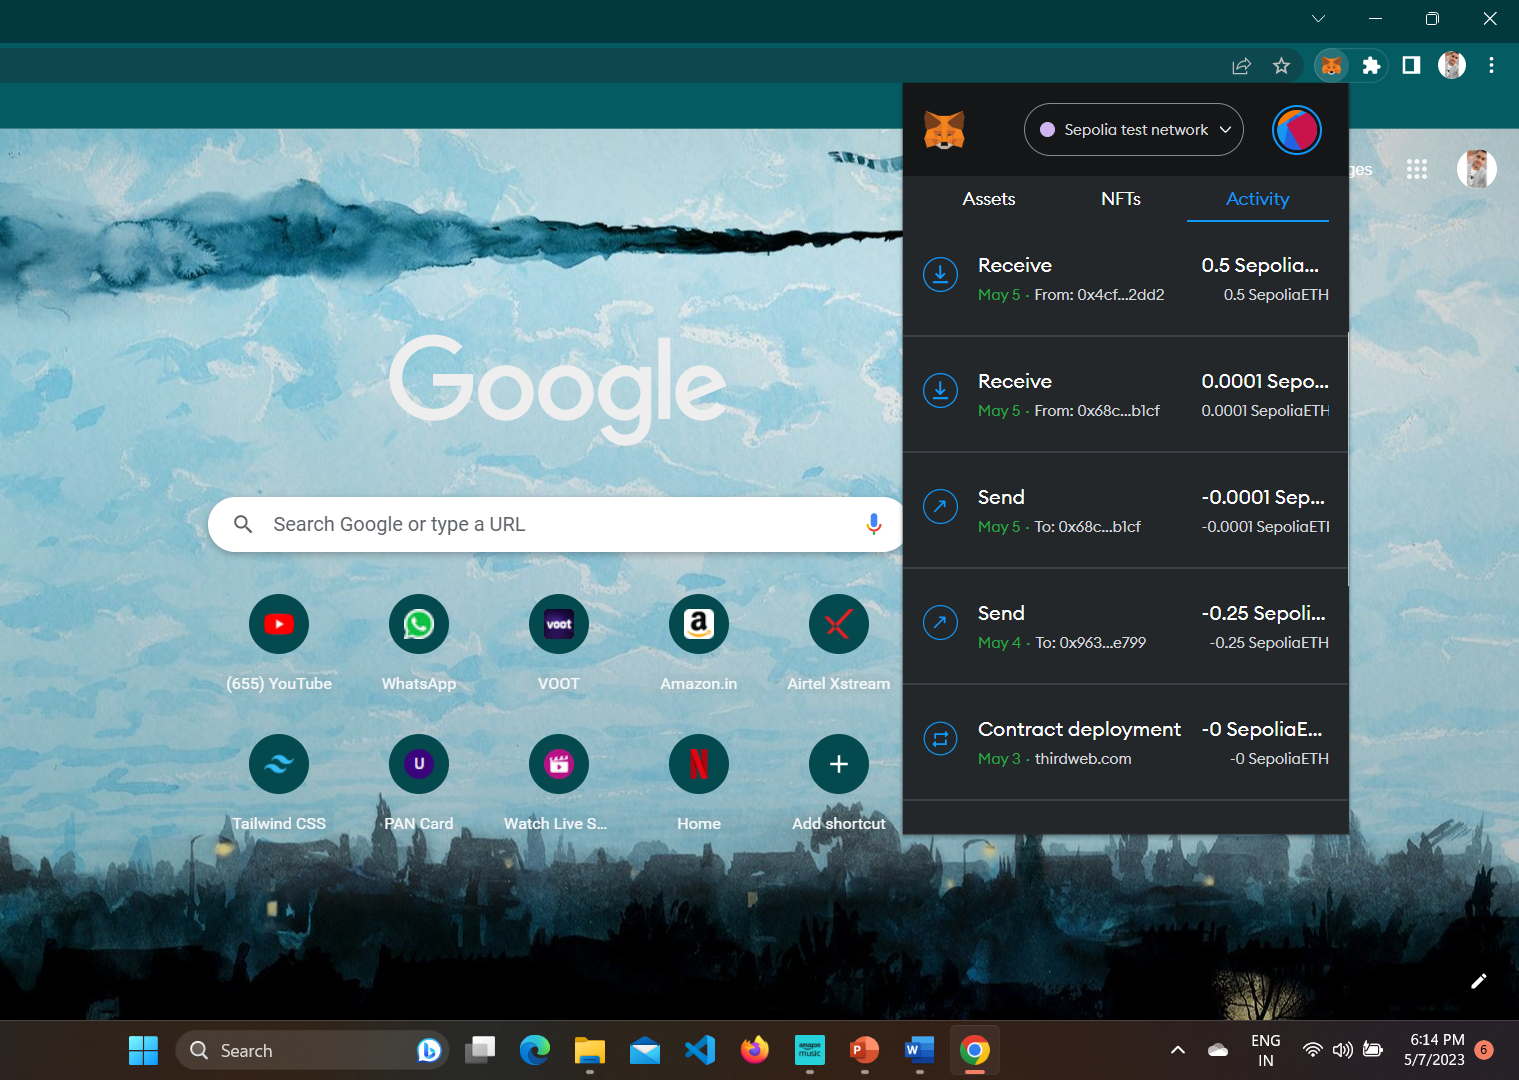 Sepolia test network
ges
Assets
NFTs
Activity
Receive
0.5 Sepolia...
May 5 · From: 0x4cf...2dd2
0.5 SepoliaETH
Receive
0.0001 Sepo...
May 5 · From: 0x68c...b1cf
0.0001 SepoliaETH
Send
-0.0001 Sep...
May 5 · To: 0x68c...b1cf
-0.0001 SepoliaETH
Send
-0.25 Sepoli...
May 4 · To: 0x963...e799
-0.25 SepoliaETH
Contract deployment
-0 SepoliaE...
May 3 · thirdweb.com
-0 SepoliaETH
Google
Search Google or type a URL
voot
a
(655) YouTube
WhatsApp
VOOT
Amazon.in
Airtel Xstream
U
N
Tailwind CSS
PAN Card
Watch Live S...
Home
Add shortcut
Search
amazon music
P
W
ENG
IN
6:14 PM
5/7/2023
6